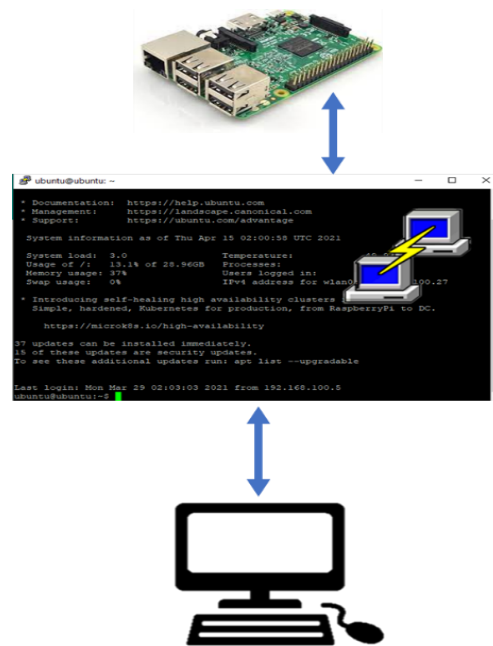 ubuntu@ubuntu: ~
* Documentation: https://help.ubuntu.com
* Management: https://landscape.canonical.com
* Support: https://ubuntu.com/advantage
System information as of Thu Apr 15 02:00:58 UTC 2021
System load: 3.0 Temperature:
Usage of /: 13.1% of 28.96GB Processes:
Memory usage: 37% Users logged in:
Swap usage: 0% IPv4 address for wlan0 100.27
* Introducing self-healing high availability clusters
Simple, hardened, Kubernetes for production, from RaspberryPi to DC.
https://microk8s.io/high-availability
37 updates can be installed immediately.
15 of these updates are security updates.
To see these additional updates run: apt list --upgradable
Last login: Mon Mar 29 02:03:03 2021 from 192.168.100.5
ubuntu@ubuntu:~$